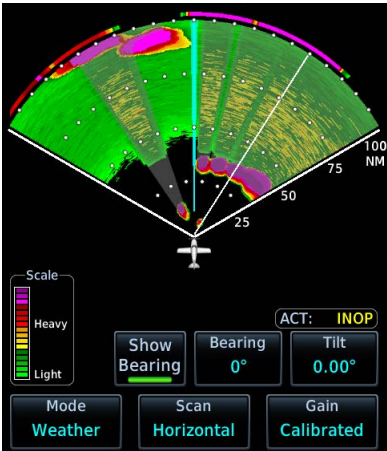 100
NM
75
50
25
Scale
Heavy
Light
ACT: INOP
Show
Bearing
Bearing
0°
Tilt
0.00°
Mode
Weather
Scan
Horizontal
Gain
Calibrated